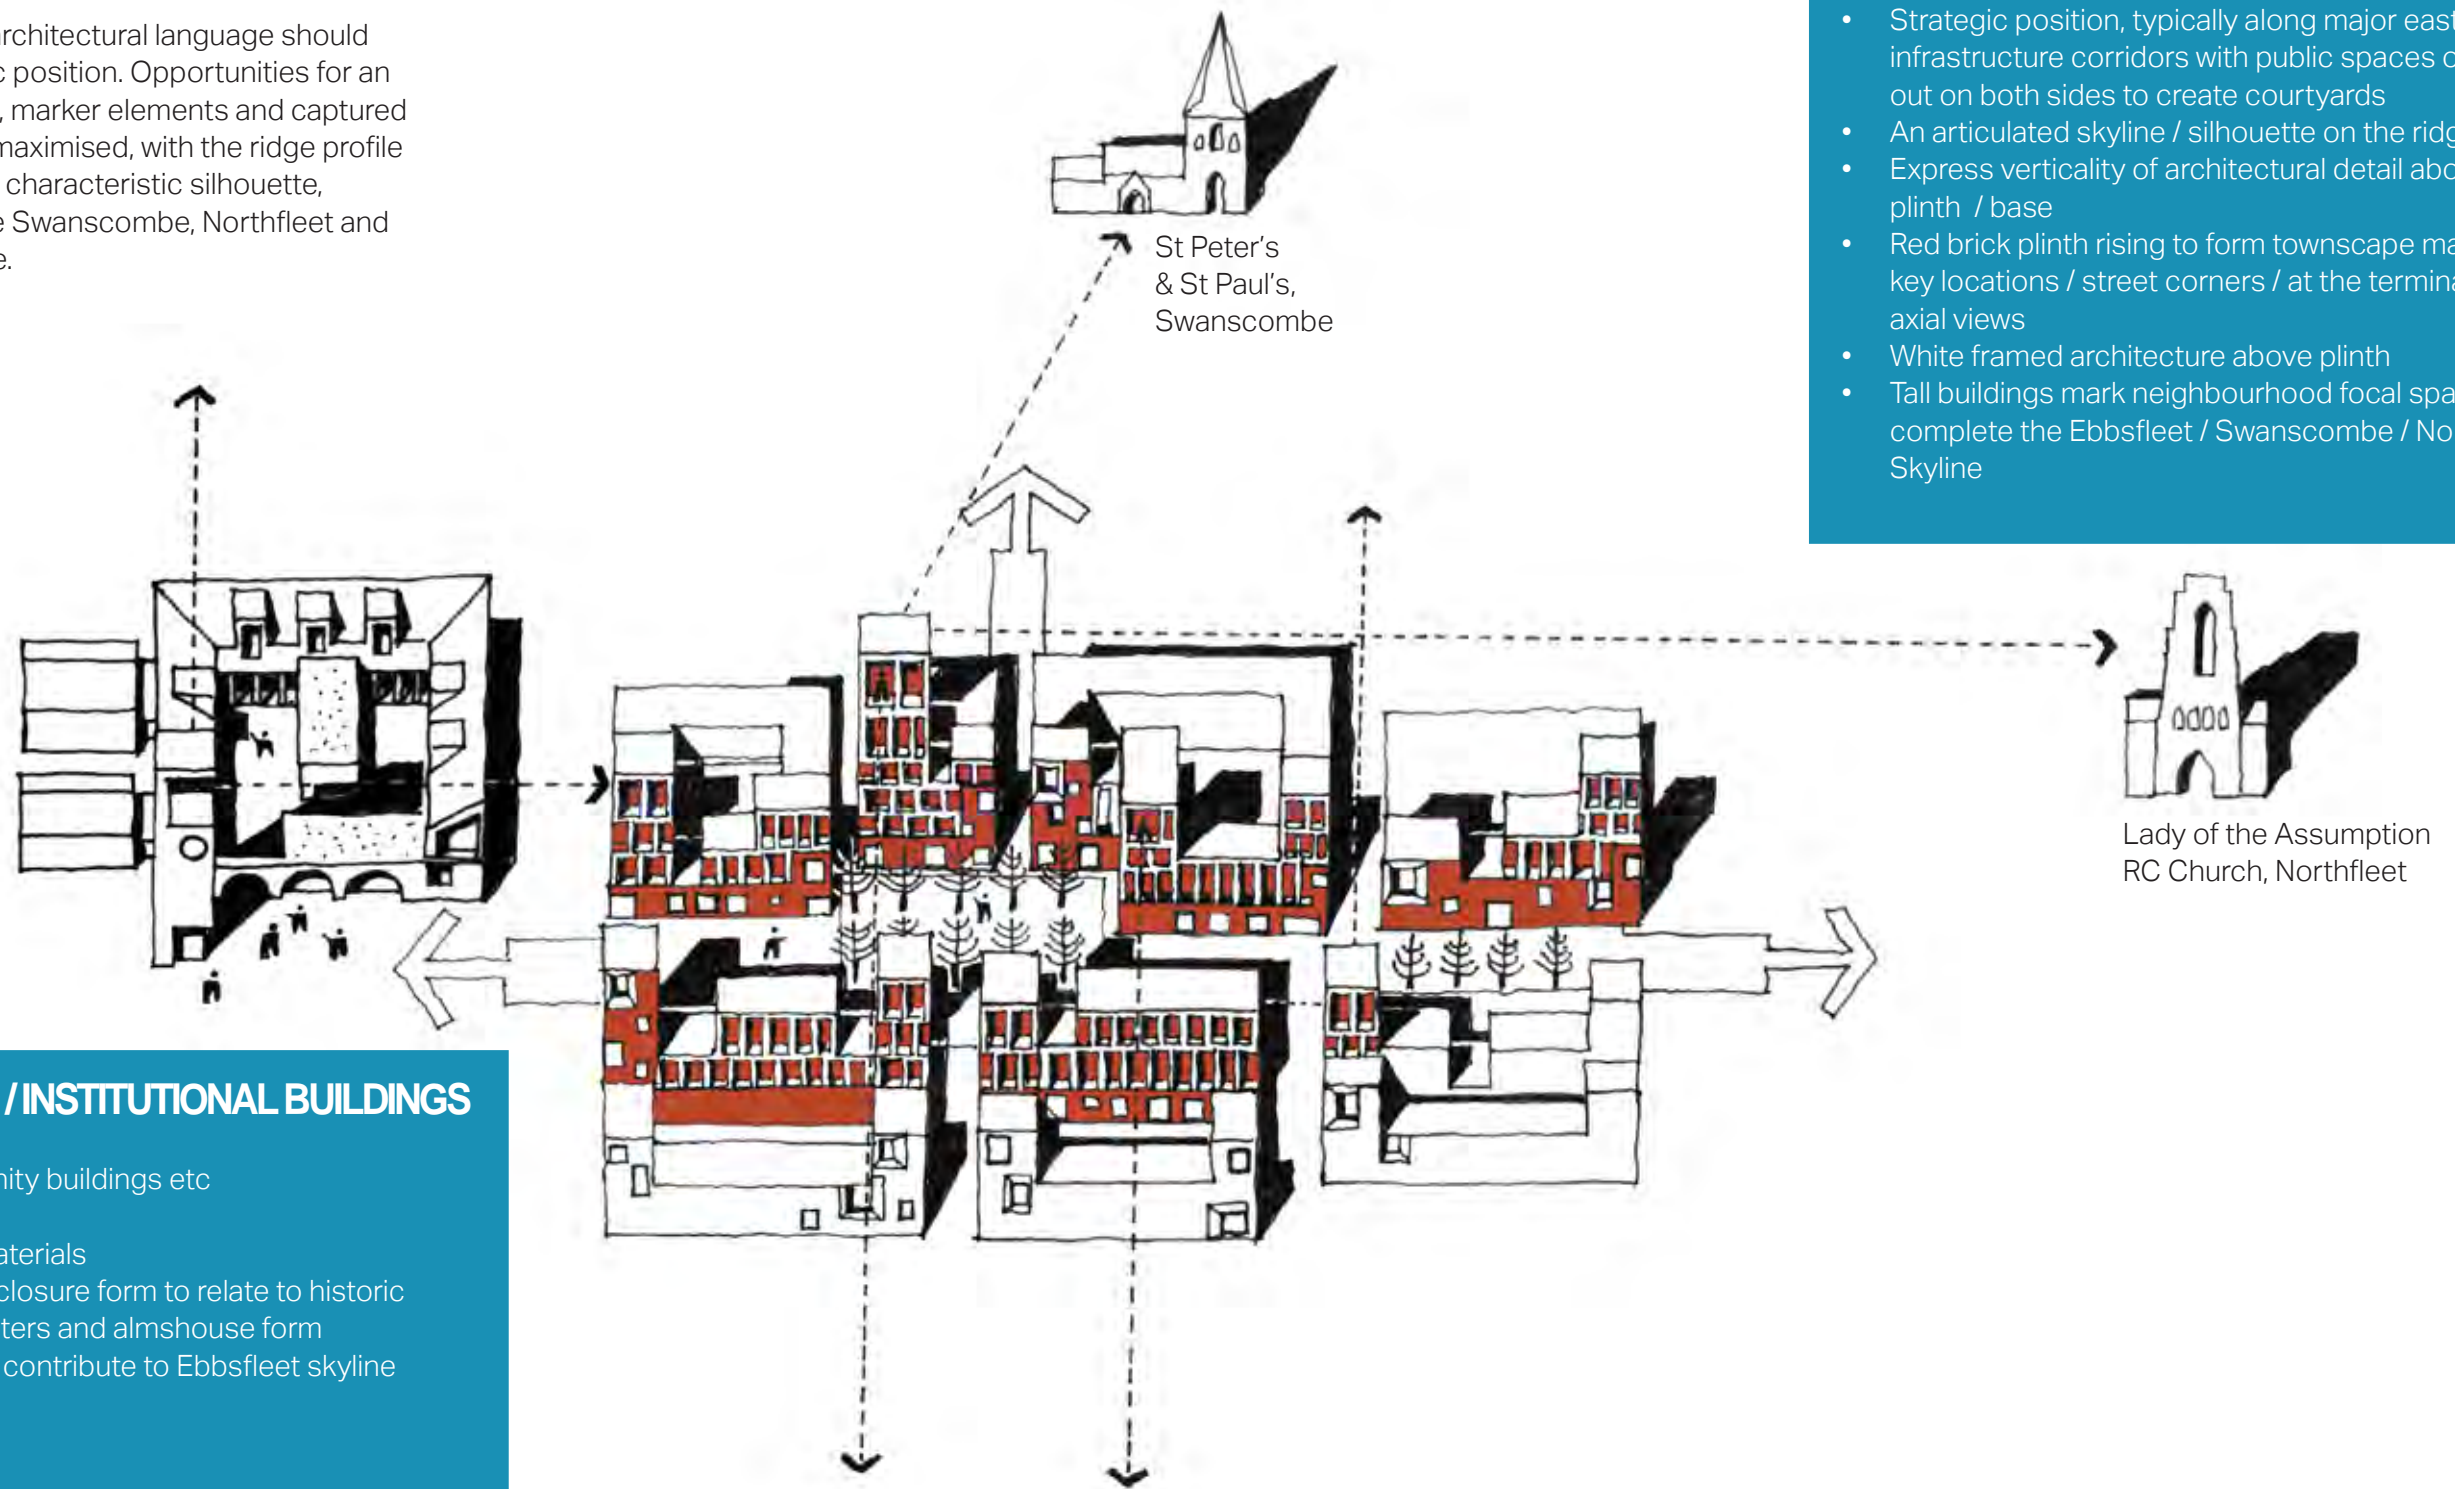 rchitectural language should
c position. Opportunities for an
, marker elements and captured
maximised, with the ridge profile
characteristic silhouette,
e Swanscombe, Northfleet and
e.
• Strategic position, typically along major east
infrastructure corridors with public spaces
out on both sides to create courtyards
• An articulated skyline / silhouette on the ridg
• Express verticality of architectural detail abo
plinth / base
• Red brick plinth rising to form townscape ma
key locations / street corners / at the termina
axial views
• White framed architecture above plinth
• Tall buildings mark neighbourhood focal spa
complete the Ebbsfleet / Swanscombe / No
Skyline
St Peter's
& St Paul's,
Swanscombe
Lady of the Assumption
RC Church, Northfleet
/ INSTITUTIONAL BUILDINGS
nity buildings etc
aterials
closure form to relate to historic
ters and almshouse form
contribute to Ebbsfleet skyline